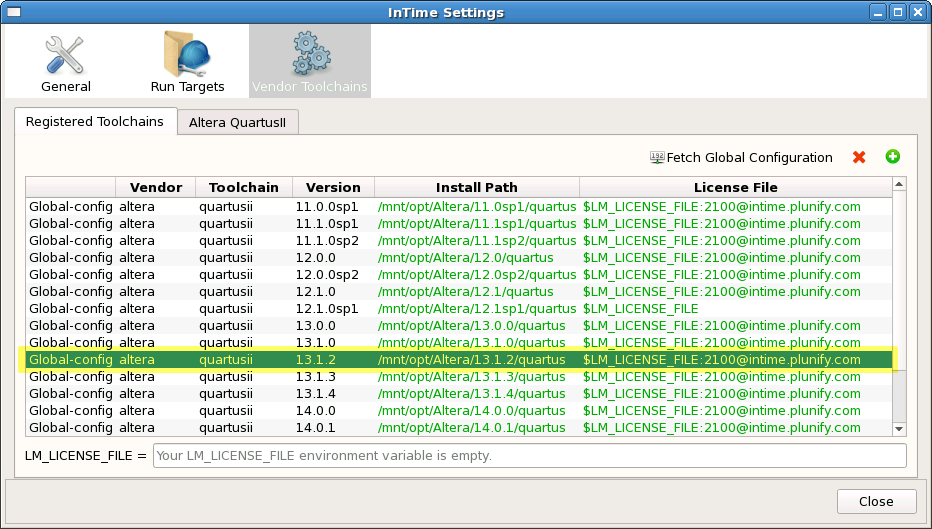 InTime Settings
General Run Targets Vendor Toolchains
Registered Toolchains Altera QuartusII
Fetch Global Configuration
Vendor Toolchain Version Install Path License File
Global-config altera quartusii 11.0.0sp1 /mnt/opt/Altera/11.0sp1/quartus $LM_LICENSE_FILE:2100@intime.plunify.com
Global-config altera quartusii 11.1.0sp1 /mnt/opt/Altera/11.1sp1/quartus $LM_LICENSE_FILE:2100@intime.plunify.com
Global-config altera quartusii 11.1.0sp2 /mnt/opt/Altera/11.1sp2/quartus $LM_LICENSE_FILE:2100@intime.plunify.com
Global-config altera quartusii 12.0.0 /mnt/opt/Altera/12.0/quartus $LM_LICENSE_FILE:2100@intime.plunify.com
Global-config altera quartusii 12.0.0sp2 /mnt/opt/Altera/12.0sp2/quartus $LM_LICENSE_FILE:2100@intime.plunify.com
Global-config altera quartusii 12.1.0 /mnt/opt/Altera/12.1/quartus $LM_LICENSE_FILE:2100@intime.plunify.com
Global-config altera quartusii 12.1.0sp1 /mnt/opt/Altera/12.1sp1/quartus $LM_LICENSE_FILE
Global-config altera quartusii 13.0.0 /mnt/opt/Altera/13.0.0/quartus $LM_LICENSE_FILE:2100@intime.plunify.com
Global-config altera quartusii 13.1.0 /mnt/opt/Altera/13.1.0/quartus $LM_LICENSE_FILE:2100@intime.plunify.com
Global-config altera quartusii 13.1.2 /mnt/opt/Altera/13.1.2/quartus $LM_LICENSE_FILE:2100@intime.plunify.com
Global-config altera quartusii 13.1.3 /mnt/opt/Altera/13.1.3/quartus $LM_LICENSE_FILE:2100@intime.plunify.com
Global-config altera quartusii 13.1.4 /mnt/opt/Altera/13.1.4/quartus $LM_LICENSE_FILE:2100@intime.plunify.com
Global-config altera quartusii 14.0.0 /mnt/opt/Altera/14.0.0/quartus $LM_LICENSE_FILE:2100@intime.plunify.com
Global-config altera quartusii 14.0.1 /mnt/opt/Altera/14.0.1/quartus $LM_LICENSE_FILE:2100@intime.plunify.com
LM_LICENSE_FILE = Your LM_LICENSE_FILE environment variable is empty.
Close